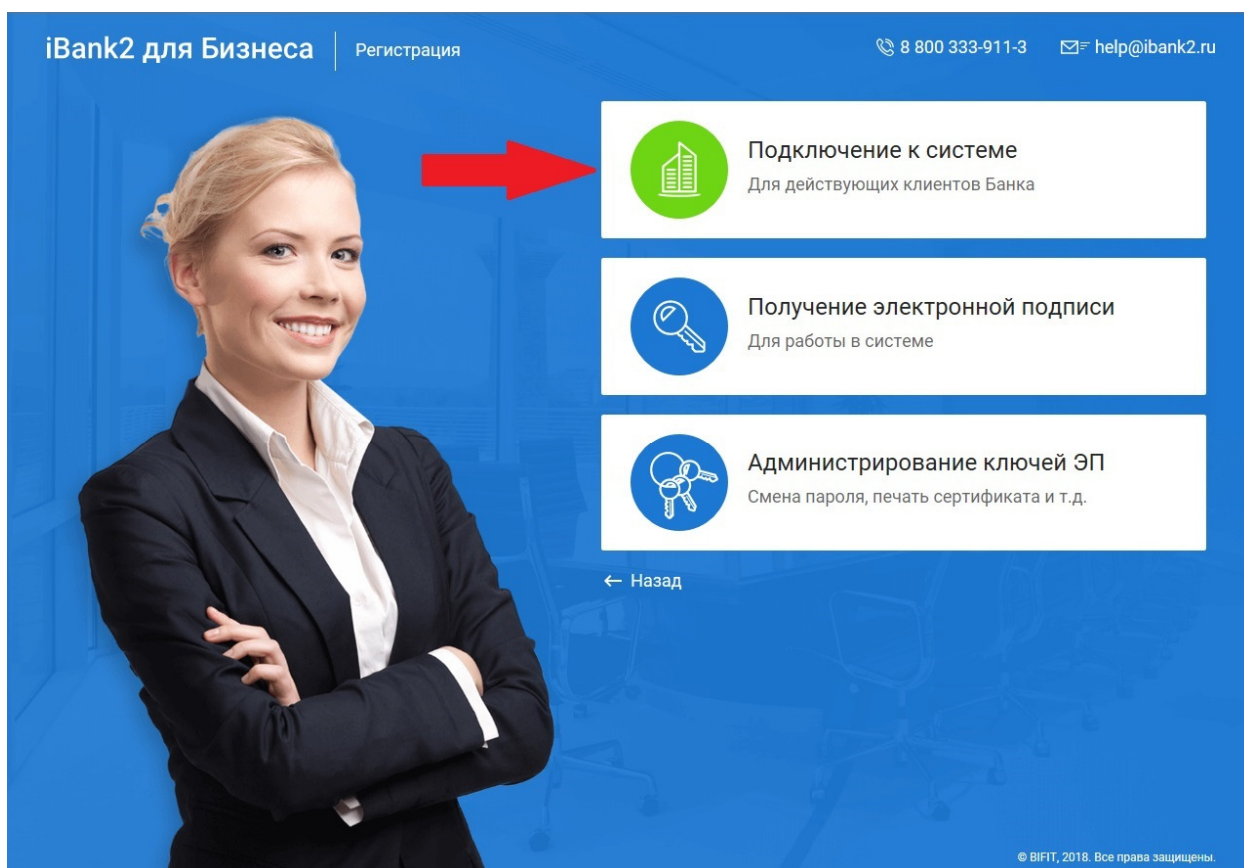 iBank2 для Бизнеса
Регистрация
8 800 333-911-3
help@ibank2.ru
Подключение к системе
Для действующих клиентов Банка
Получение электронной подписи
Для работы в системе
Администрирование ключей ЭП
Смена пароля, печать сертификата и т.д.
← Назад
© BIFIT, 2018. Все права защищены.